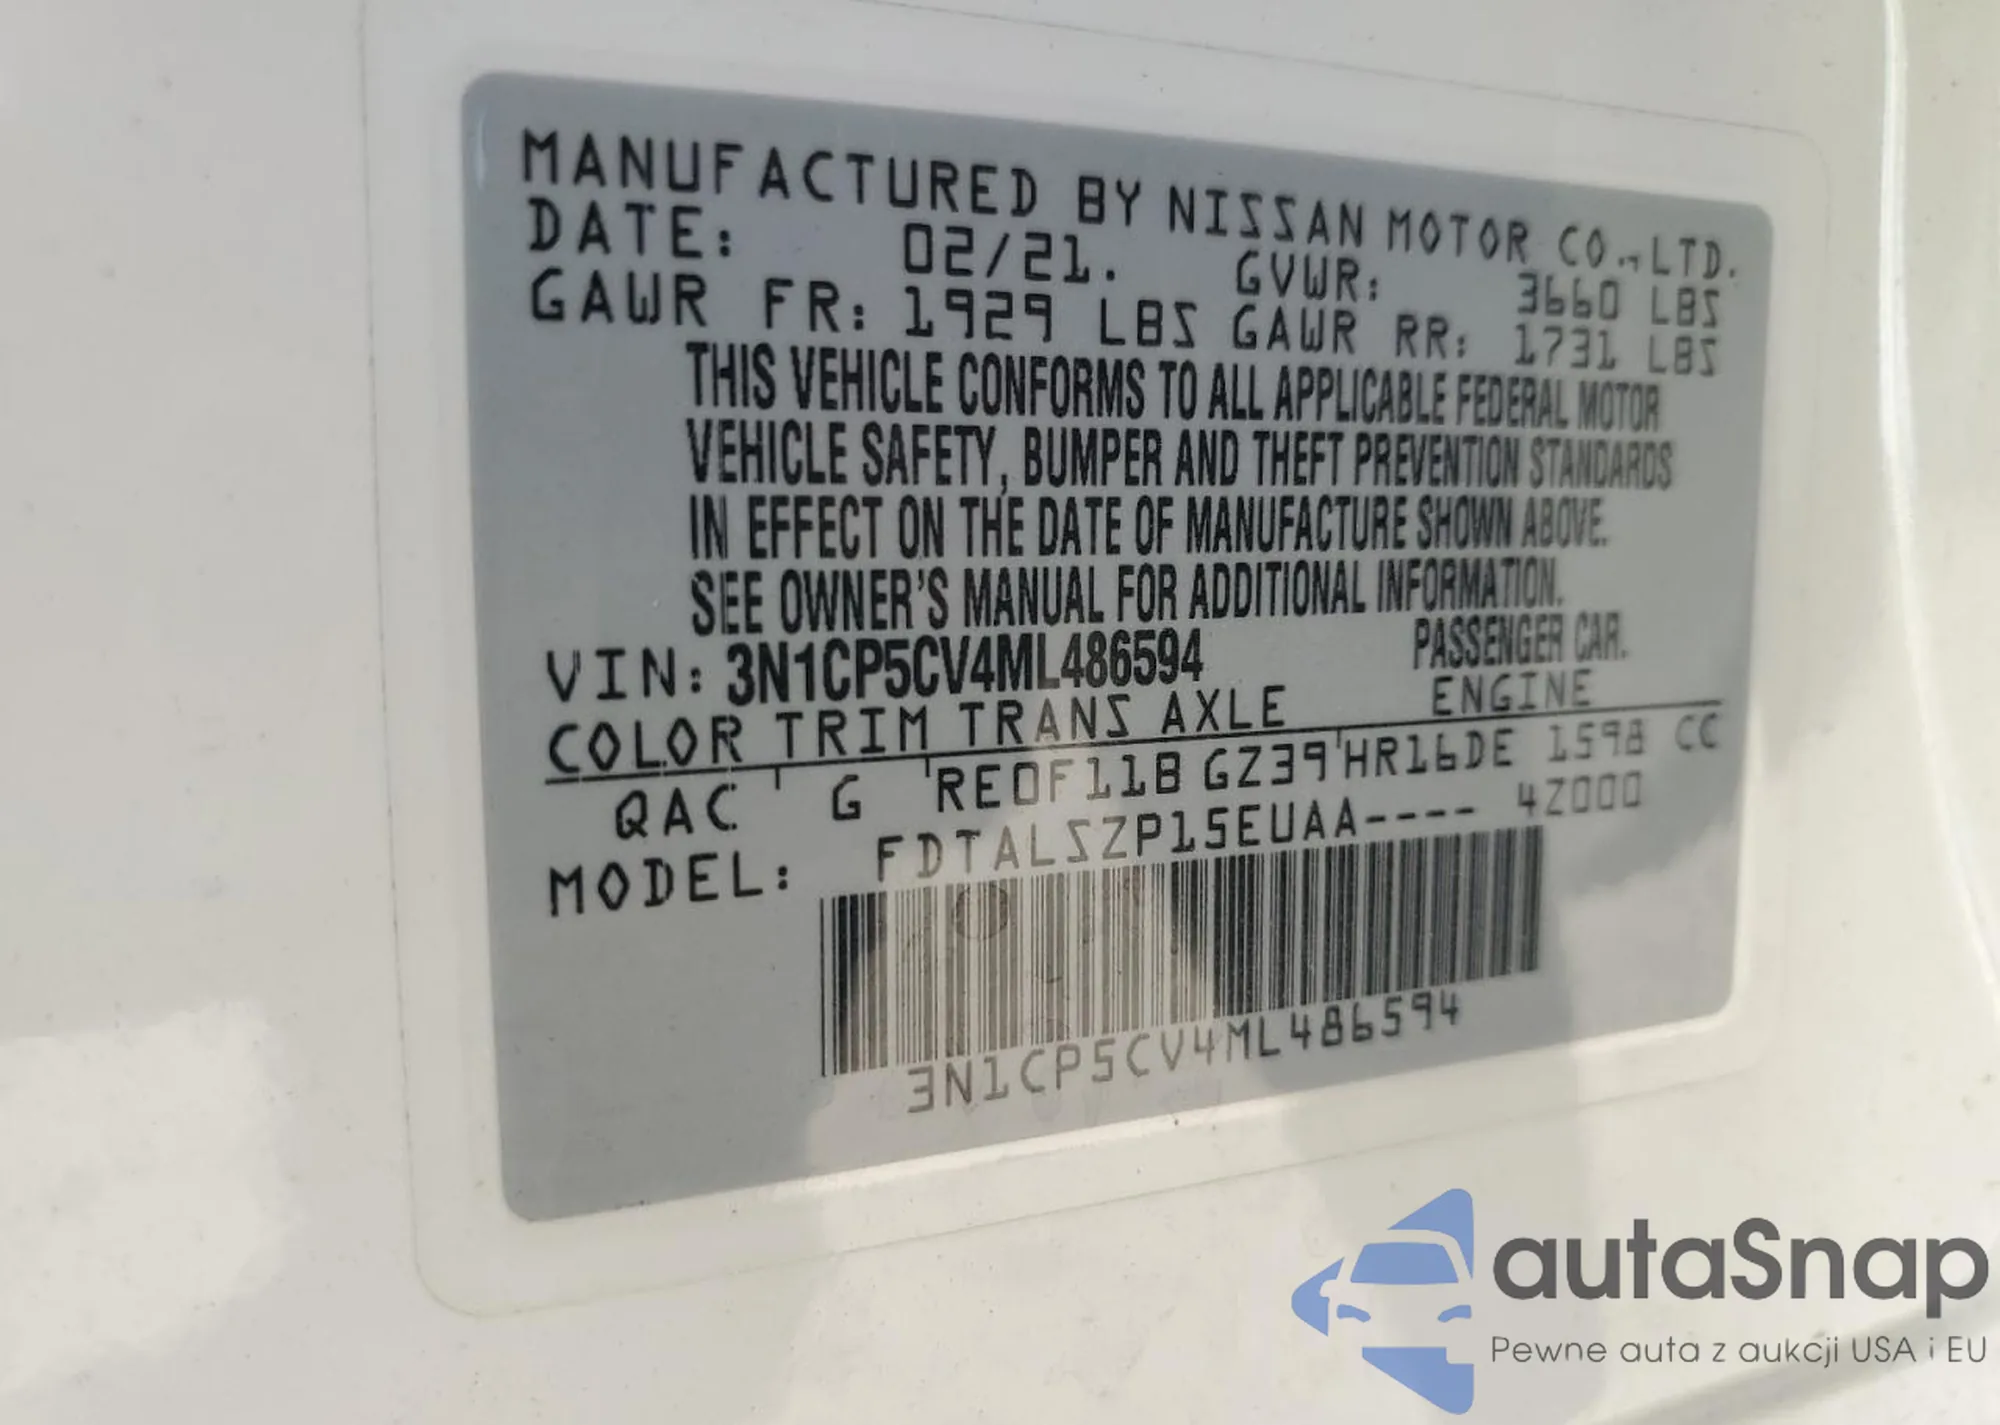 MANUFACTURED BY NISSAN MOTOR CO.,LTD.
DATE: 02/21. GVWR: 3660 LBS
GAWR FR: 1929 LBS GAWR RR: 1731 LBS
THIS VEHICLE CONFORMS TO ALL APPLICABLE FEDERAL MOTOR
VEHICLE SAFETY, BUMPER AND THEFT PREVENTION STANDARDS
IN EFFECT ON THE DATE OF MANUFACTURE SHOWN ABOVE.
SEE OWNER'S MANUAL FOR ADDITIONAL INFORMATION.
VIN: 3N1CP5CV4ML486594 PASSENGER CAR.
COLOR TRIM TRANS AXLE ENGINE
QAC G RE0F11B GZ39 HR16DE 1598 CC
MODEL: FDTALSZP15EUAA---- 4Z000
3N1CP5CV4ML486594
autaSnap
Pewne auta z aukcji USA i EU